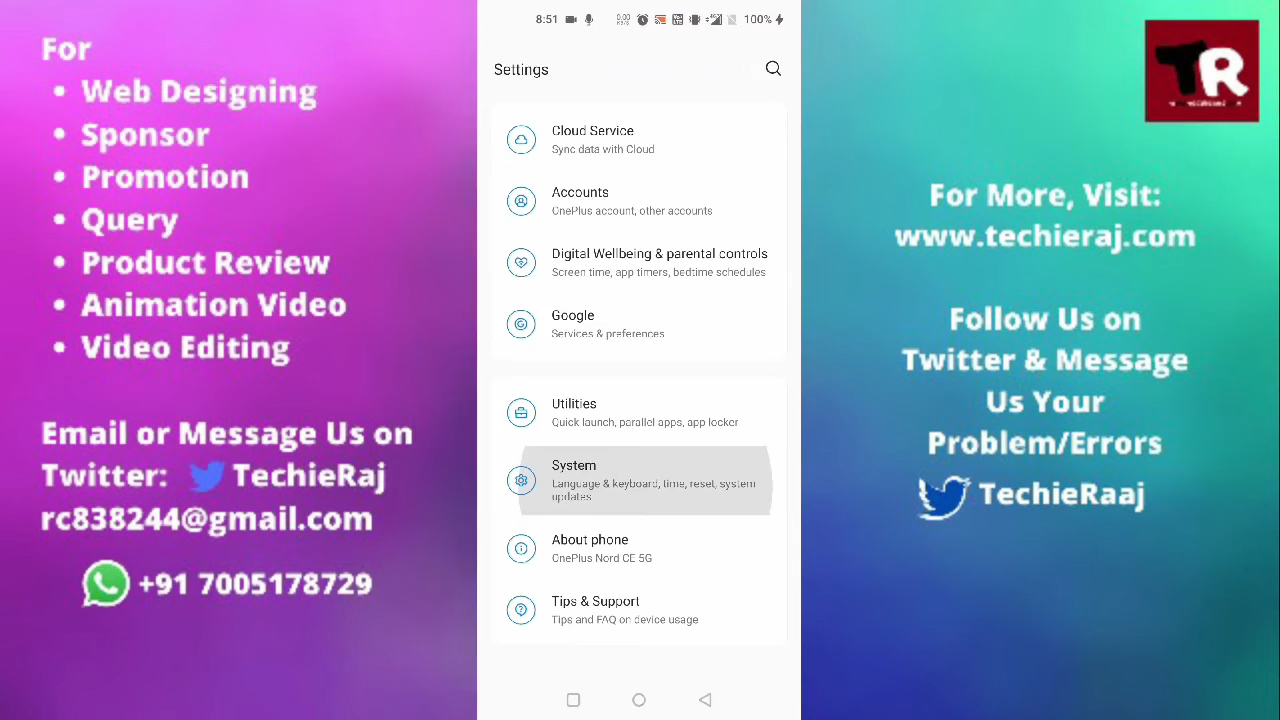 For
Web Designing
Sponsor
Promotion
Query
Product Review
Animation Video
Video Editing
Email or Message Us on
Twitter: TechieRaj
rc838244@gmail.com
+91 7005178729
8:51
100%
Settings
Cloud Service
Sync data with Cloud
Accounts
OnePlus account, other accounts
Digital Wellbeing & parental controls
Screen time, app timers, bedtime schedules
Google
Services & preferences
Utilities
Quick launch, parallel apps, app locker
System
Language & keyboard, time, reset, system
updates
About phone
OnePlus Nord CE 5G
Tips & Support
Tips and FAQ on device usage
TR
For More, Visit:
www.techieraj.com
Follow Us on
Twitter & Message
Us Your
Problem/Errors
TechieRaaj